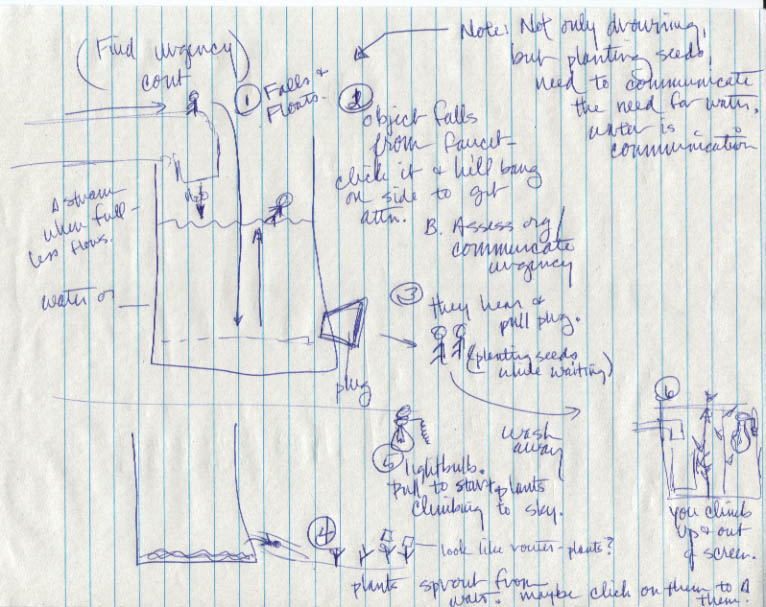 (Find urgency
cont)
① Falls &
Floats.
Note: Not only drowning,
but planting seeds,
need to communicate
the need for water.
water is
communication
②
object falls
from faucet-
click it & he'll bang
on side to get
attn.
B. Assess org/
communicate
urgency
A stream
when full-
less flows.
H2O
A
water
plug
③
they hear &
pull plug.
(planting seeds
while waiting)
wash
away
⑤ lightbulb.
Pull to start plants
climbing to sky.
⑥
you climb
up & out
of screen.
④
look like router-plants?
plants sprout from
water. maybe click on them to
them?